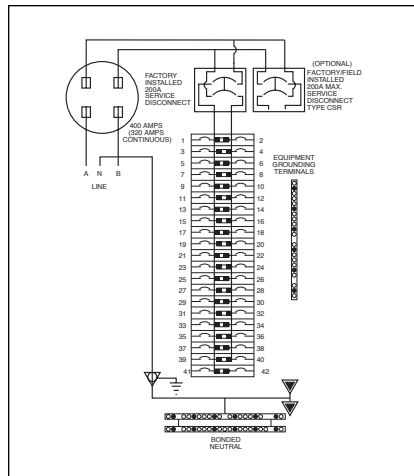 (OPTIONAL)
FACTORY/FIELD
INSTALLED
200A MAX.
SERVICE
DISCONNECT
TYPE CSR
FACTORY
INSTALLED
200A
SERVICE
DISCONNECT
400 AMPS
(320 AMPS
CONTINUOUS)
A N B
LINE
EQUIPMENT
GROUNDING
TERMINALS
1 2
3 4
5 6
7 8
9 10
11 12
13 14
15 16
17 18
19 20
21 22
23 24
25 26
27 28
29 30
31 32
33 34
35 36
37 38
39 40
41 42
BONDED
NEUTRAL